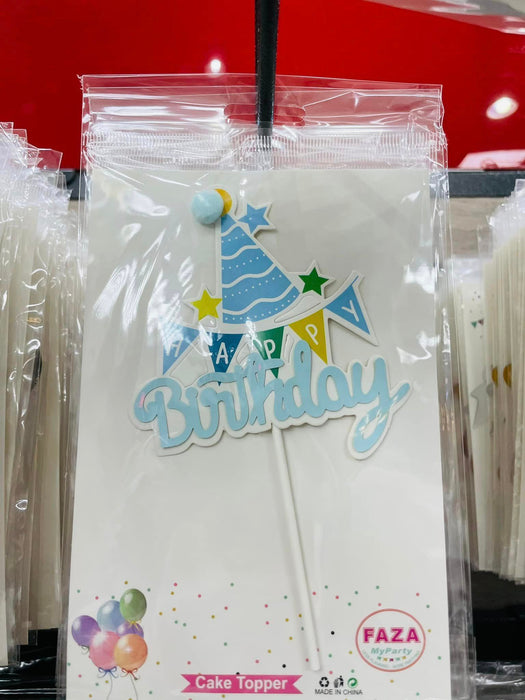 HAPPY
Birthday
FAZA
MyParty
Cake Topper
MADE IN CHINA